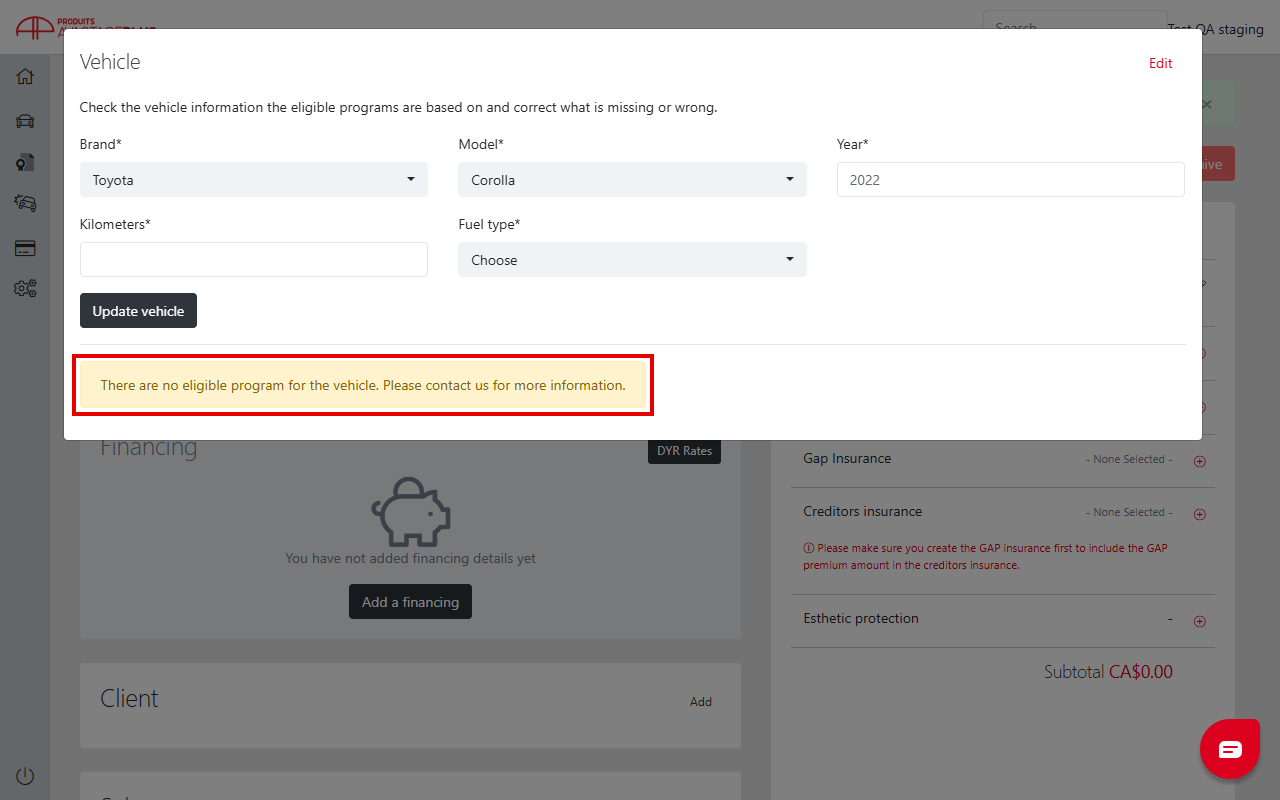 PRODUITS
Search
Test QA staging
Vehicle
Edit
Check the vehicle information the eligible programs are based on and correct what is missing or wrong.
Brand*
Model*
Year*
Toyota
Corolla
2022
Kilometers*
Fuel type*
Choose
Update vehicle
There are no eligible program for the vehicle. Please contact us for more information.
Financing
DYR Rates
You have not added financing details yet
Add a financing
Client
Add
Gap Insurance
- None Selected -
Creditors insurance
- None Selected -
Please make sure you create the GAP insurance first to include the GAP
premium amount in the creditors insurance.
Esthetic protection
-
Subtotal CA$0.00